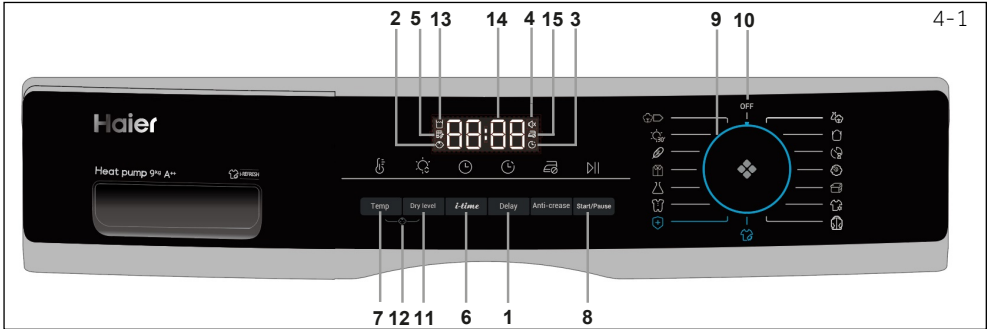 2 5 13 14 4 15 3 9 10 4-1
OFF
Haier
88:88
Heat pump 9kg A++ i-REFRESH
Temp Dry level i-time Delay Anti-crease Start/Pause
7 12 11 6 1 8